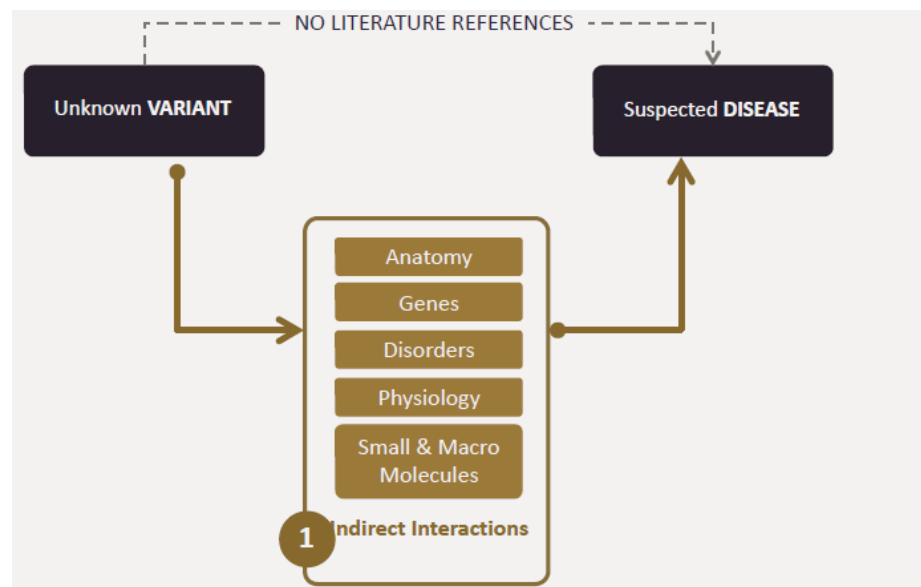 NO LITERATURE REFERENCES
Unknown VARIANT
Suspected DISEASE
Anatomy
Genes
Disorders
Physiology
Small & Macro
Molecules
Indirect Interactions
1